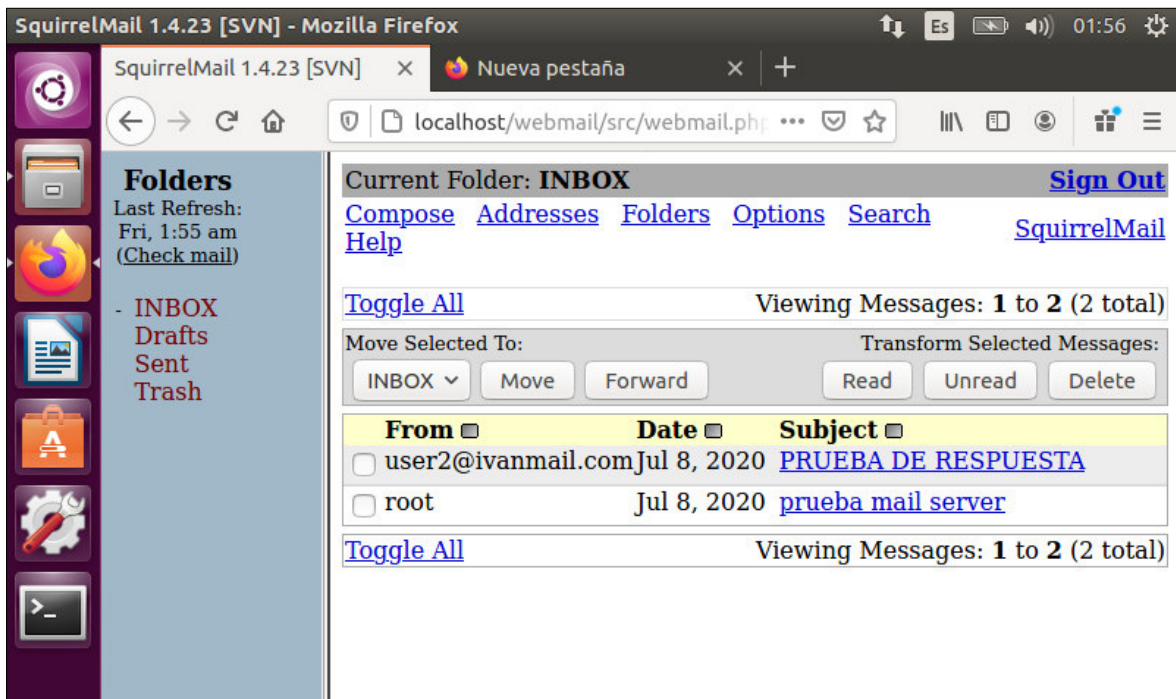 SquirrelMail 1.4.23 [SVN] - Mozilla Firefox
Es
01:56
SquirrelMail 1.4.23 [SVN]
Nueva pestaña
localhost/webmail/src/webmail.php
Folders
Last Refresh:
Fri, 1:55 am
(Check mail)
- INBOX
Drafts
Sent
Trash
Current Folder: INBOX
Sign Out
Compose Addresses Folders Options Search
Help
SquirrelMail
Toggle All
Viewing Messages: 1 to 2 (2 total)
Move Selected To:
Transform Selected Messages:
INBOX Move Forward
Read Unread Delete
From Date Subject
user2@ivanmail.com Jul 8, 2020 PRUEBA DE RESPUESTA
root Jul 8, 2020 prueba mail server
Toggle All
Viewing Messages: 1 to 2 (2 total)